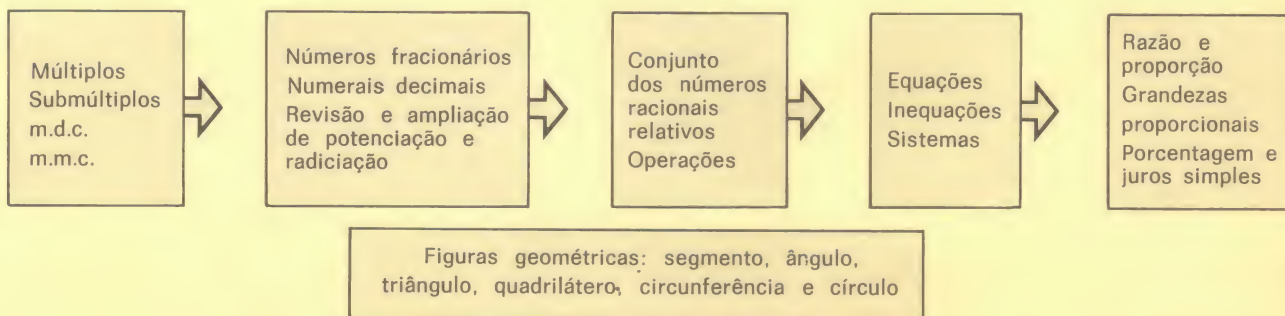 Múltiplos
Submúltiplos
m.d.c.
m.m.c.
Números fracionários
Numerais decimais
Revisão e ampliação
de potenciação e
radiciação
Conjunto
dos números
racionais
relativos
Operações
Equações
Inequações
Sistemas
Razão e
proporção
Grandezas
proporcionais
Porcentagem e
juros simples
Figuras geométricas: segmento, ângulo,
triângulo, quadrilátero, circunferência e círculo